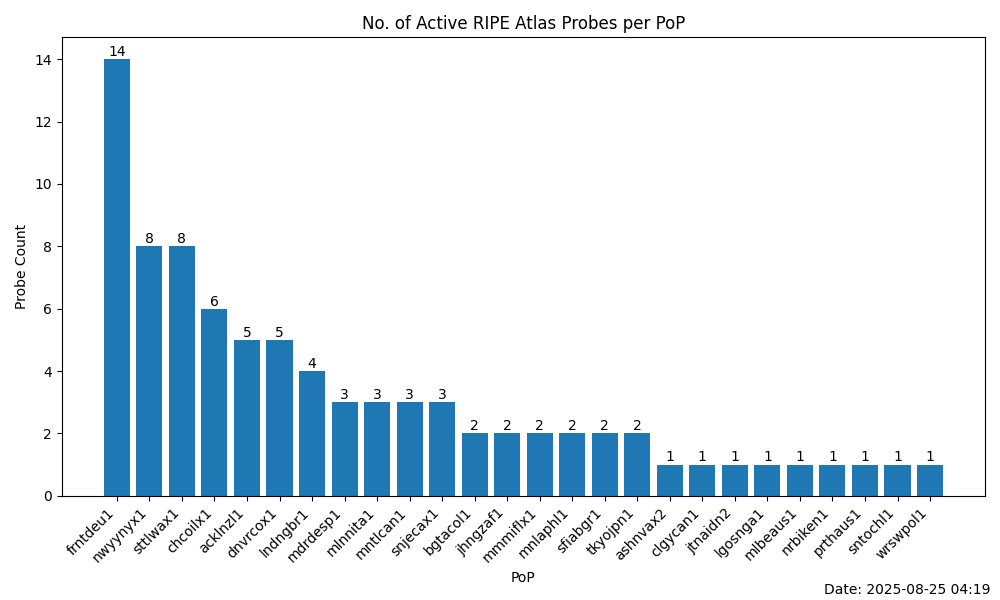 No. of Active RIPE Atlas Probes per PoP
Probe Count
14
12
10
8
6
4
2
0
14
8
8
6
5
5
4
3
3
3
3
2
2
2
2
2
2
1
1
1
1
1
1
1
1
1
frntdeu1
nwyynyx1
sttlwax1
chcoilx1
acklnzl1
dnvrcox1
lndngbr1
mdrdesp1
mlnnita1
mntlcan1
snjecax1
bgtacol1
jhngzaf1
mmmiflx1
mnlaphl1
sfiabgr1
tkyojpn1
ashnvax2
clgycan1
jtnaidn2
lgosnga1
mlbeaus1
nrbiken1
prthaus1
sntochl1
wrswpol1
PoP
Date: 2025-08-25 04:19